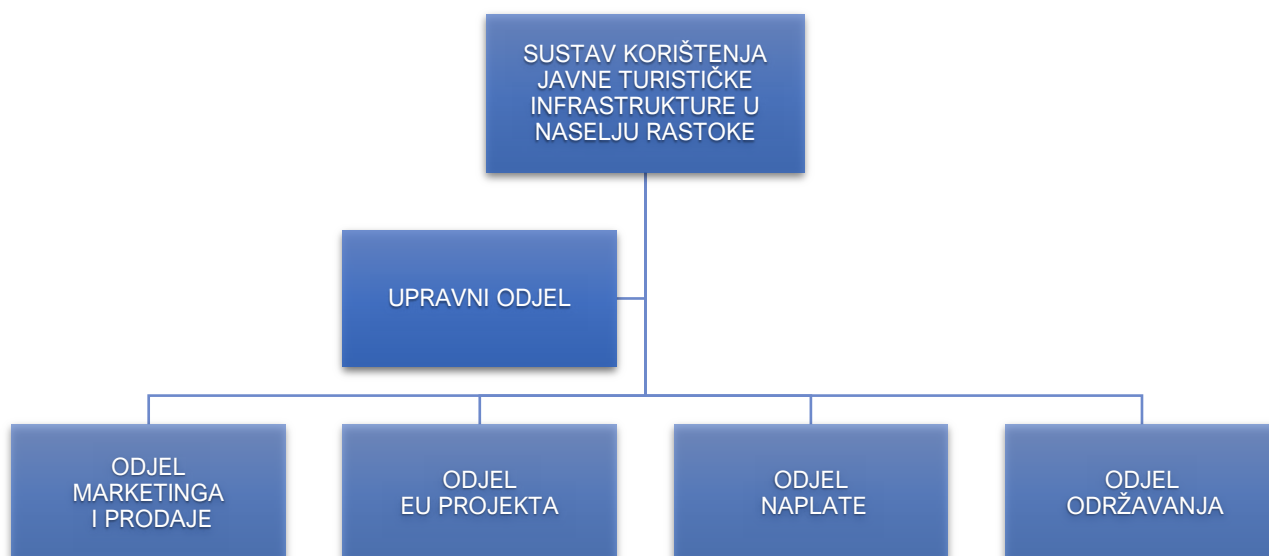 SUSTAV KORIŠTENJA
JAVNE TURISTIČKE
INFRASTRUKTURE U
NASELJU RASTOKE
UPRAVNI ODJEL
ODJEL
MARKETINGA
I PRODAJE
ODJEL
EU PROJEKTA
ODJEL
NAPLATE
ODJEL
ODRŽAVANJA